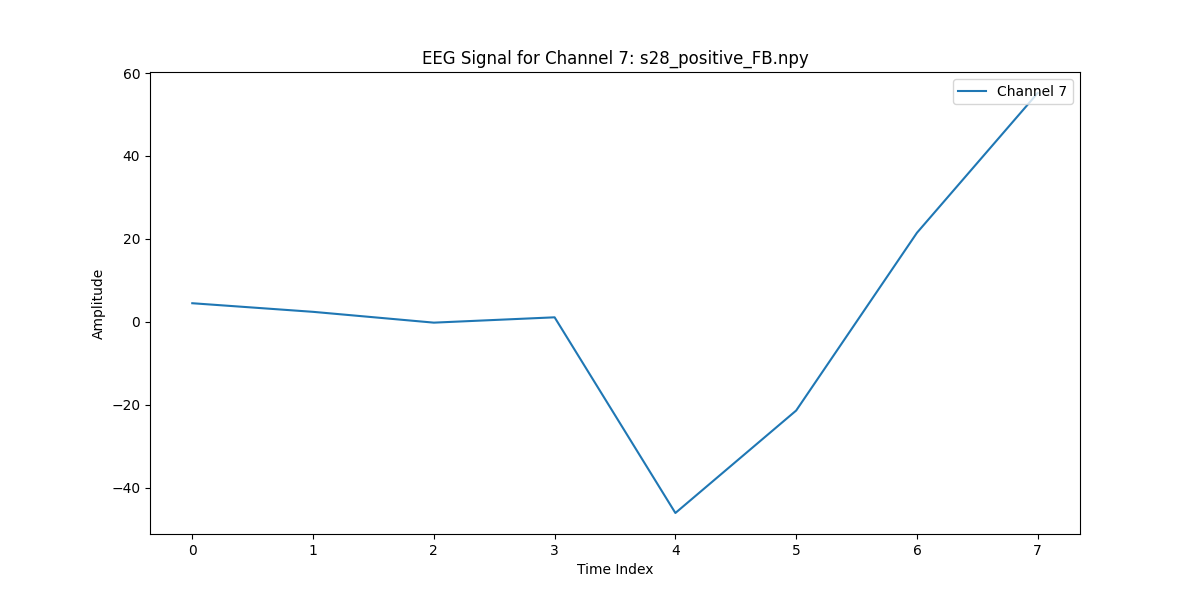 EEG Signal for Channel 7: s28_positive_FB.npy
Channel 7
60
40
20
0
−20
−40
Amplitude
0 1 2 3 4 5 6 7
Time Index